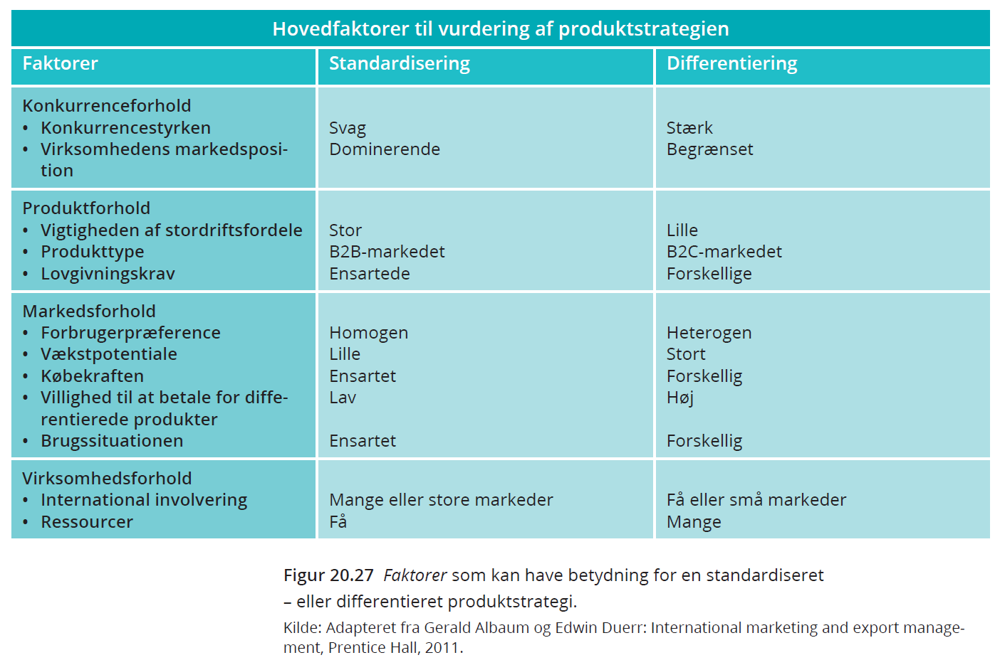 Hovedfaktorer til vurdering af produktstrategien
Faktorer Standardisering Differentiering
Konkurrenceforhold
• Konkurrencestyrken Svag Stærk
• Virksomhedens markedsposi- Dominerende Begrænset
tion
Produktforhold
• Vigtigheden af stordriftsfordele Stor Lille
• Produkttype B2B-markedet B2C-markedet
• Lovgivningskrav Ensartede Forskellige
Markedsforhold
• Forbrugerpræference Homogen Heterogen
• Vækstpotentiale Lille Stort
• Købekraften Ensartet Forskellig
• Villighed til at betale for diffe- Lav Høj
rentierede produkter
• Brugssituationen Ensartet Forskellig
Virksomhedsforhold
• International involvering Mange eller store markeder Få eller små markeder
• Ressourcer Få Mange
Figur 20.27 Faktorer som kan have betydning for en standardiseret
– eller differentieret produktstrategi.
Kilde: Adapteret fra Gerald Albaum og Edwin Duerr: International marketing and export manage-
ment, Prentice Hall, 2011.